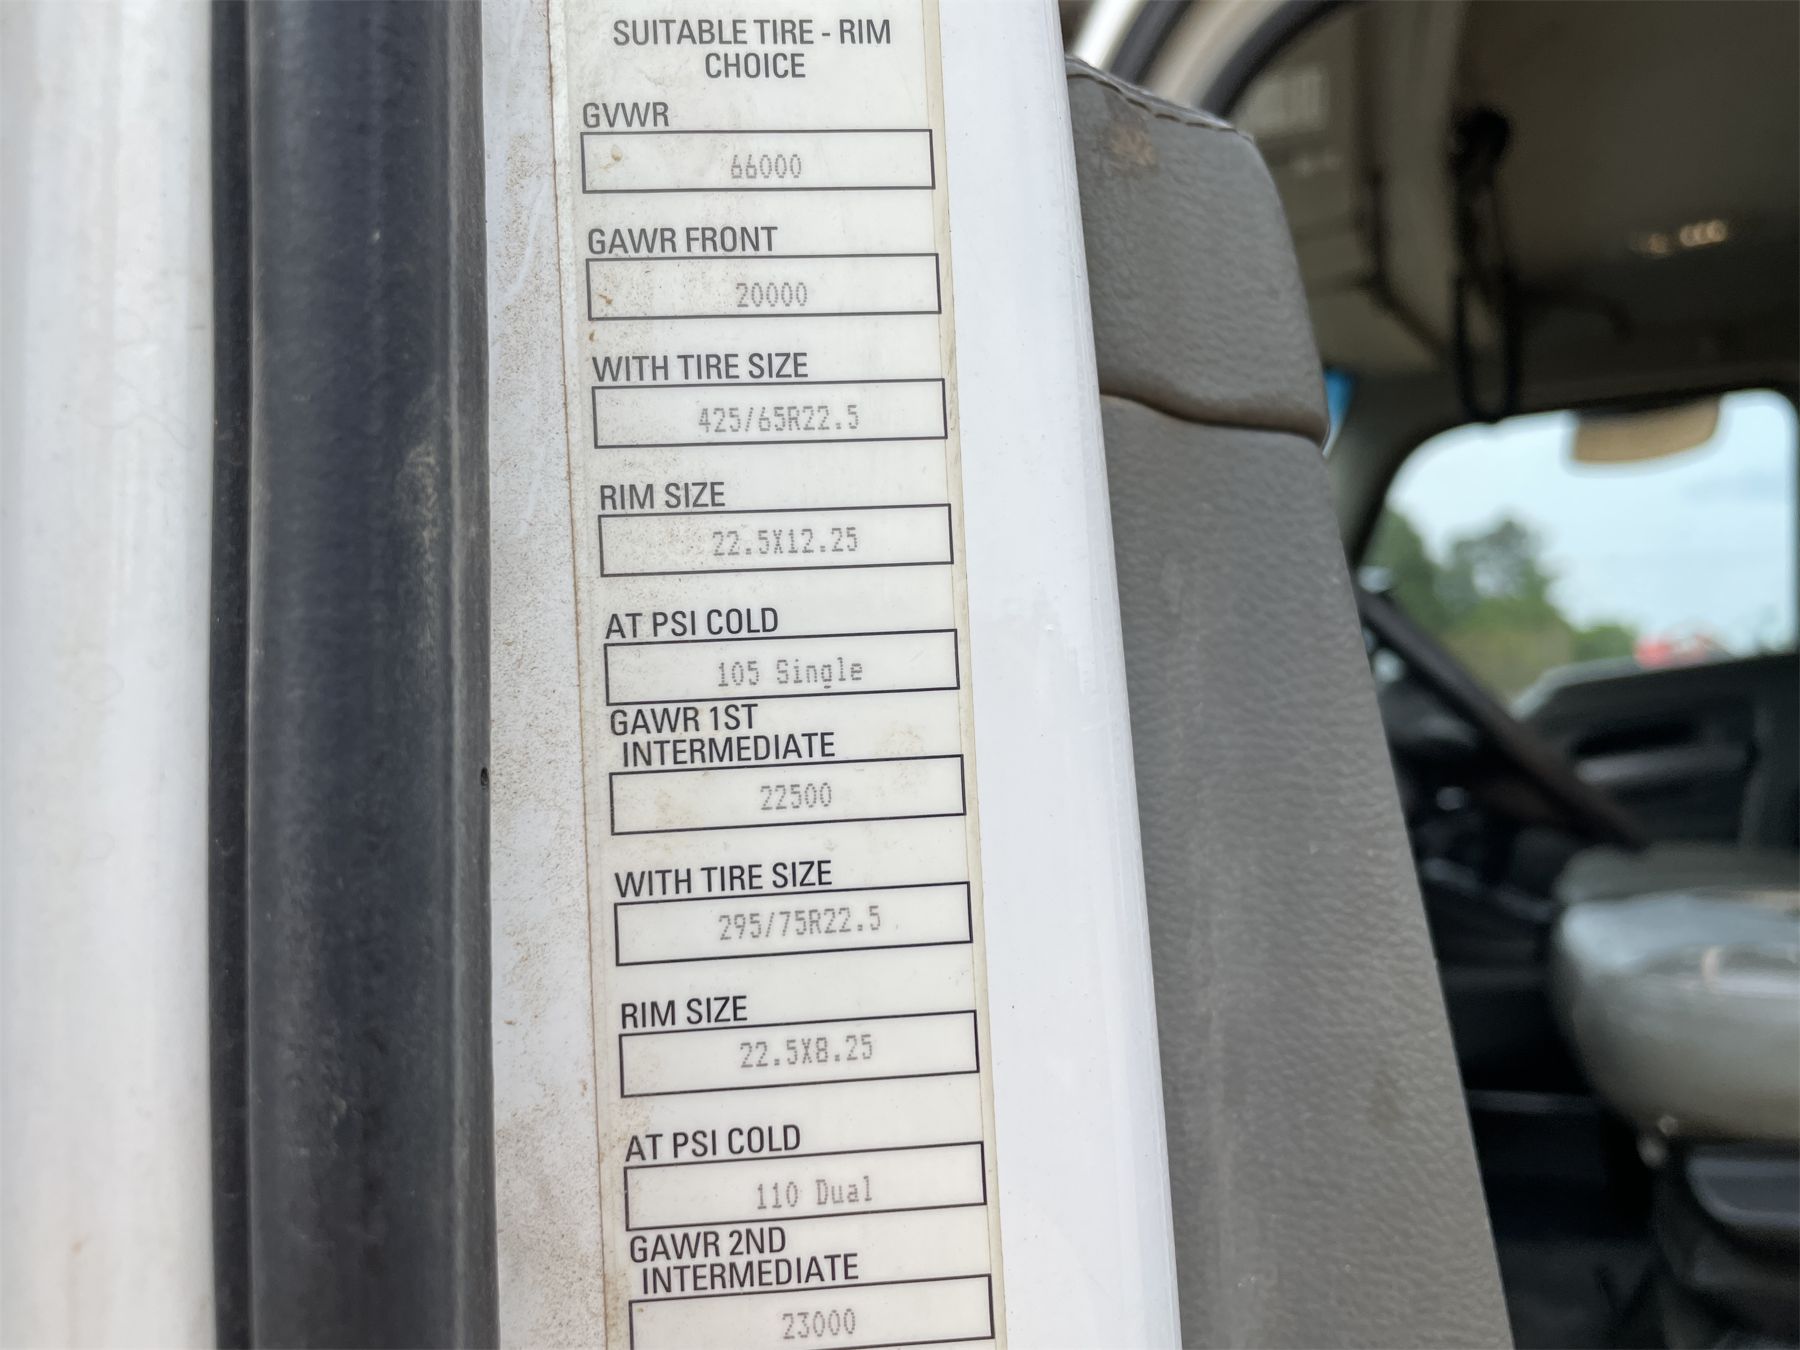 SUITABLE TIRE - RIM
CHOICE
GVWR
66000
GAWR FRONT
20000
WITH TIRE SIZE
425/65R22.5
RIM SIZE
22.5X12.25
AT PSI COLD
105 Single
GAWR 1ST
INTERMEDIATE
22500
WITH TIRE SIZE
295/75R22.5
RIM SIZE
22.5X8.25
AT PSI COLD
110 Dual
GAWR 2ND
INTERMEDIATE
23000